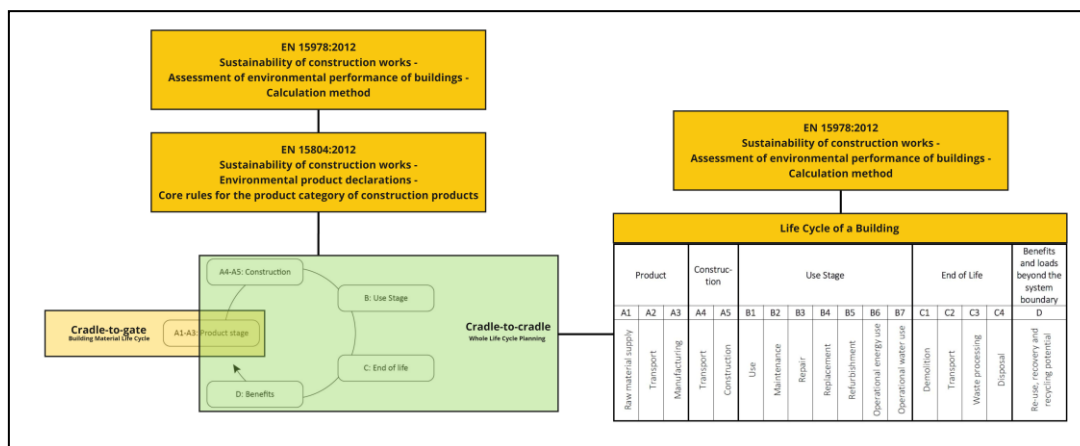 EN 15978:2012
Sustainability of construction works -
Assessment of environmental performance of buildings -
Calculation method
EN 15804:2012
Sustainability of construction works -
Environmental product declarations -
Core rules for the product category of construction products
A4-A5: Construction
B: Use Stage
Cradle-to-gate
Building Material Life Cycle
A1-A3: Product stage
Cradle-to-cradle
Whole Life Cycle Planning
C: End of life
D: Benefits
EN 15978:2012
Sustainability of construction works -
Assessment of environmental performance of buildings -
Calculation method
Life Cycle of a Building
Product
Construc-
tion
Use Stage
End of Life
Benefits
and loads
beyond the
system
boundary
A1 A2 A3 A4 A5 B1 B2 B3 B4 B5 B6 B7 C1 C2 C3 C4 D
Raw material supply
Transport
Manufacturing
Transport
Construction
Use
Maintenance
Repair
Replacement
Refurbishment
Operational energy use
Operational water use
Demolition
Transport
Waste processing
Disposal
Re-use, recovery and
recycling potential